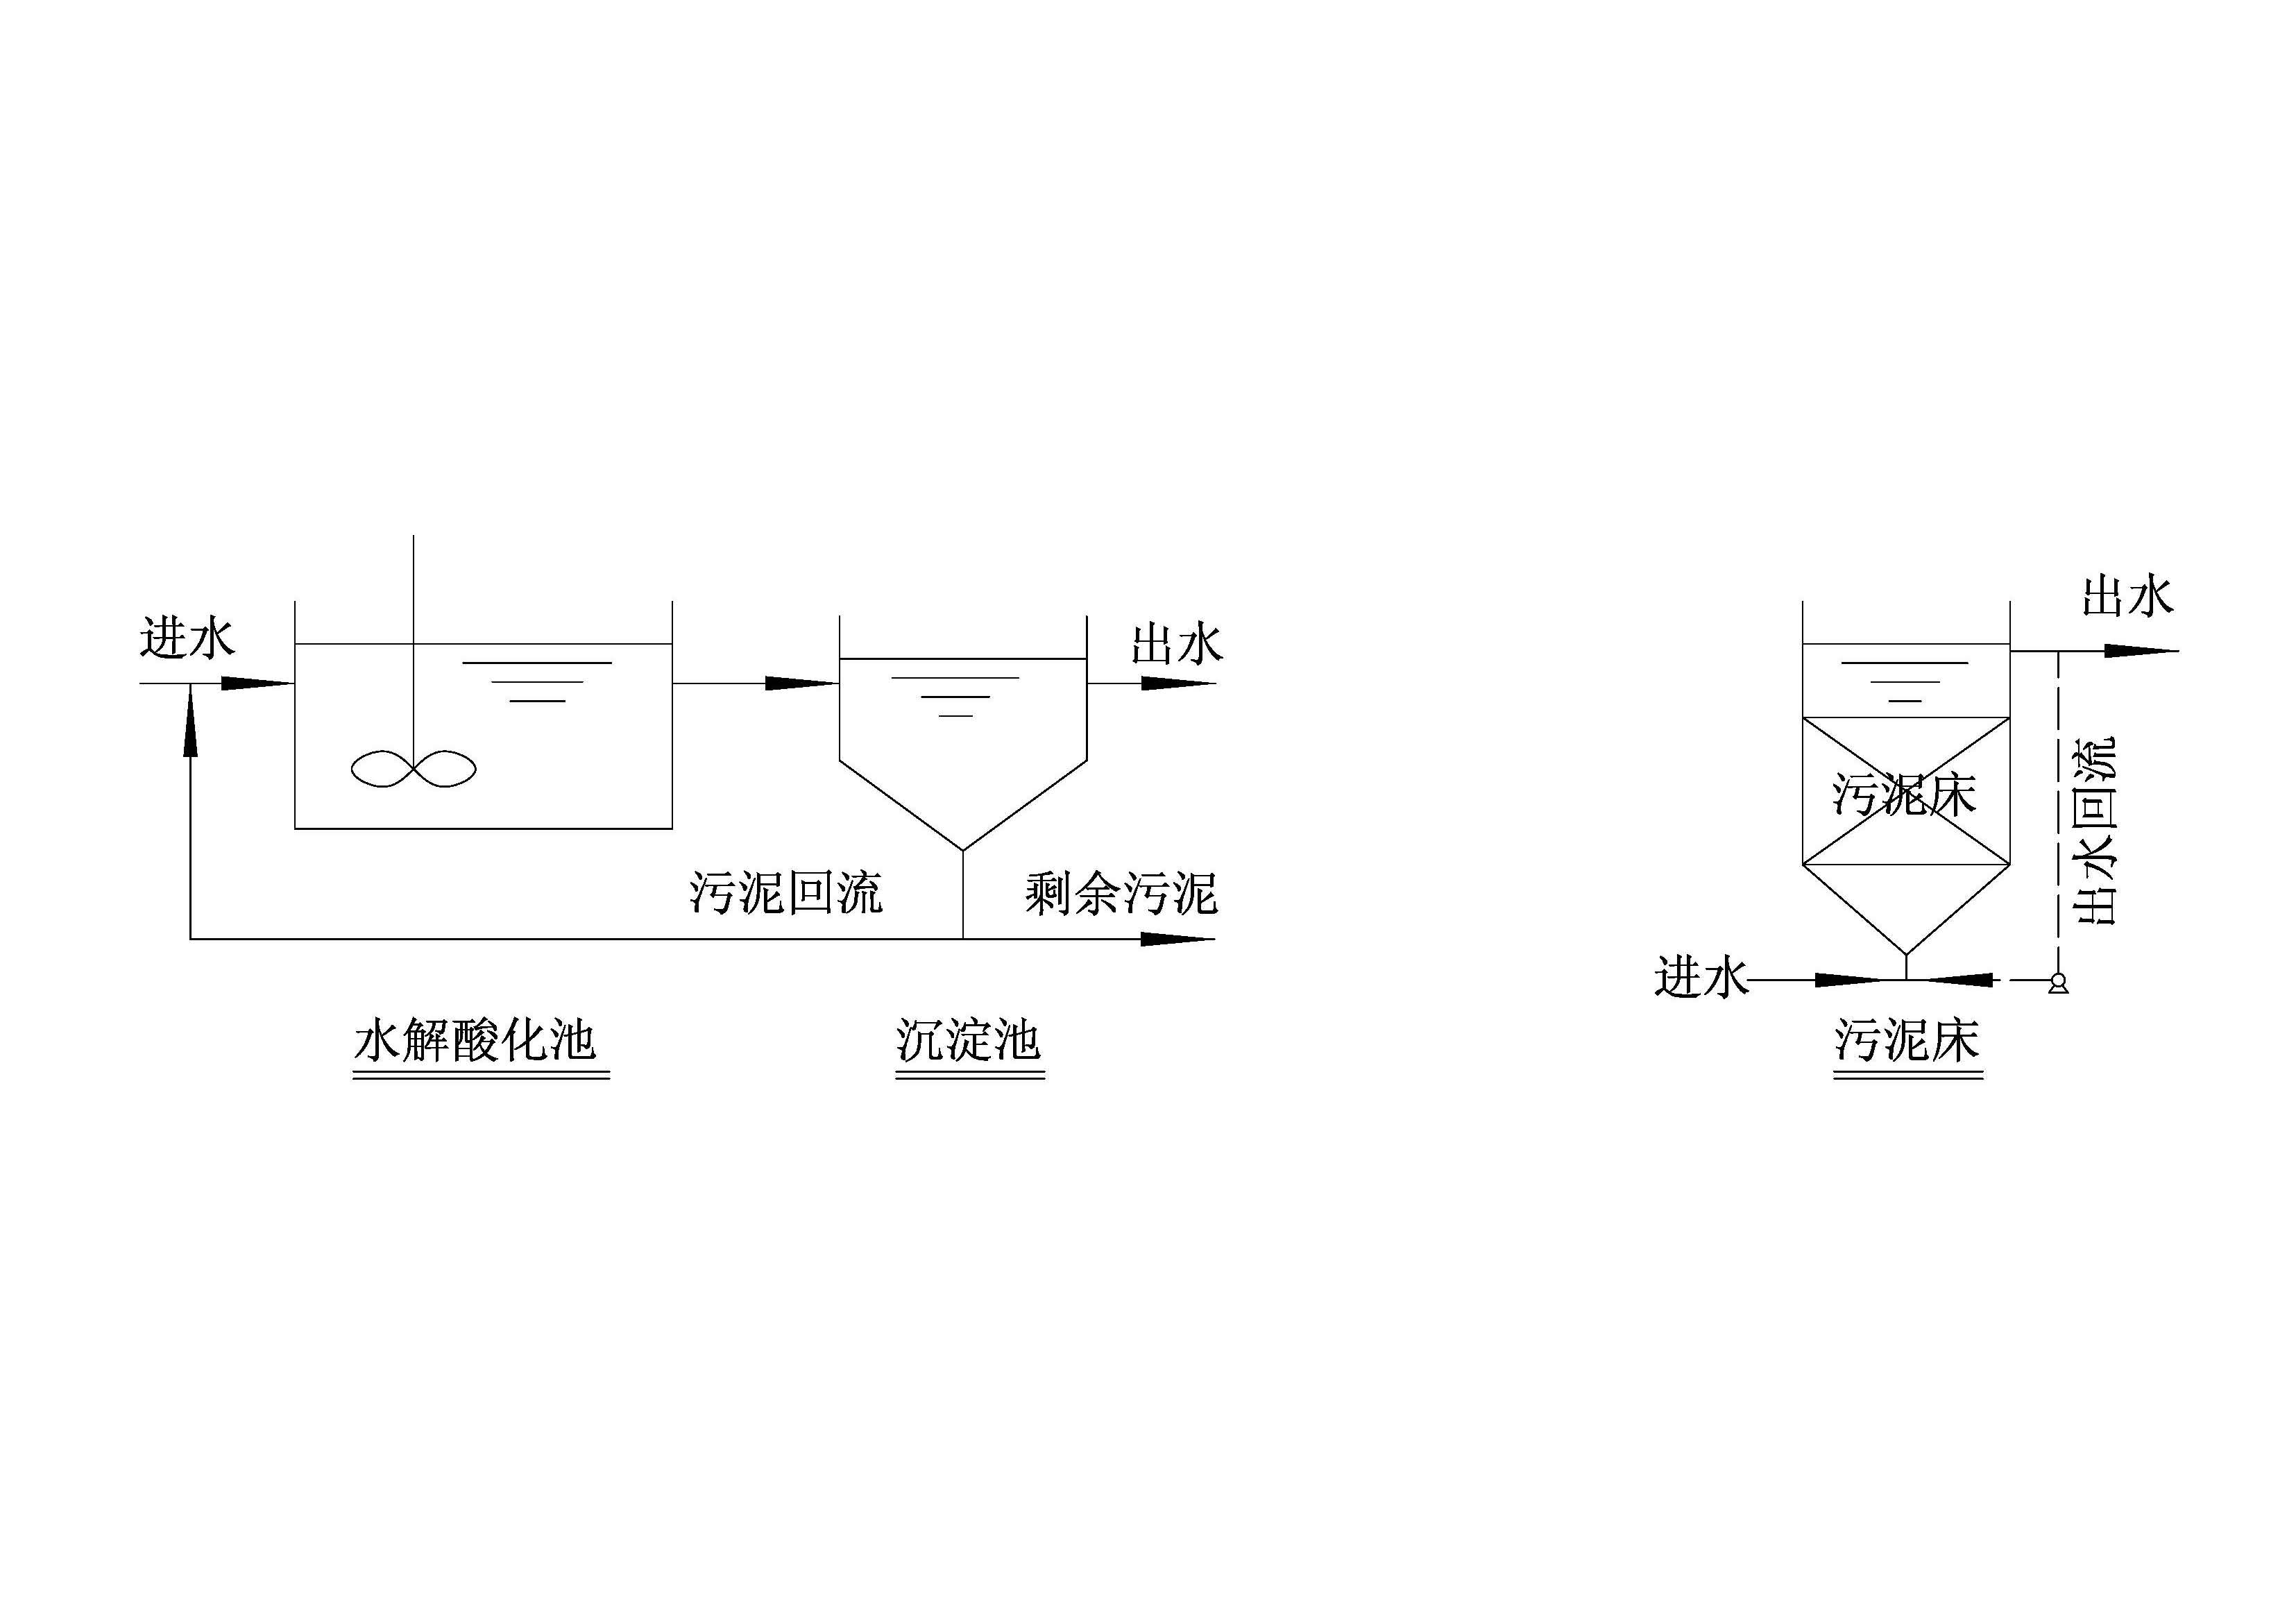 进水
出水
污泥回流
剩余污泥
水解酸化池
沉淀池
出水
污泥床
出水回流
进水
污泥床